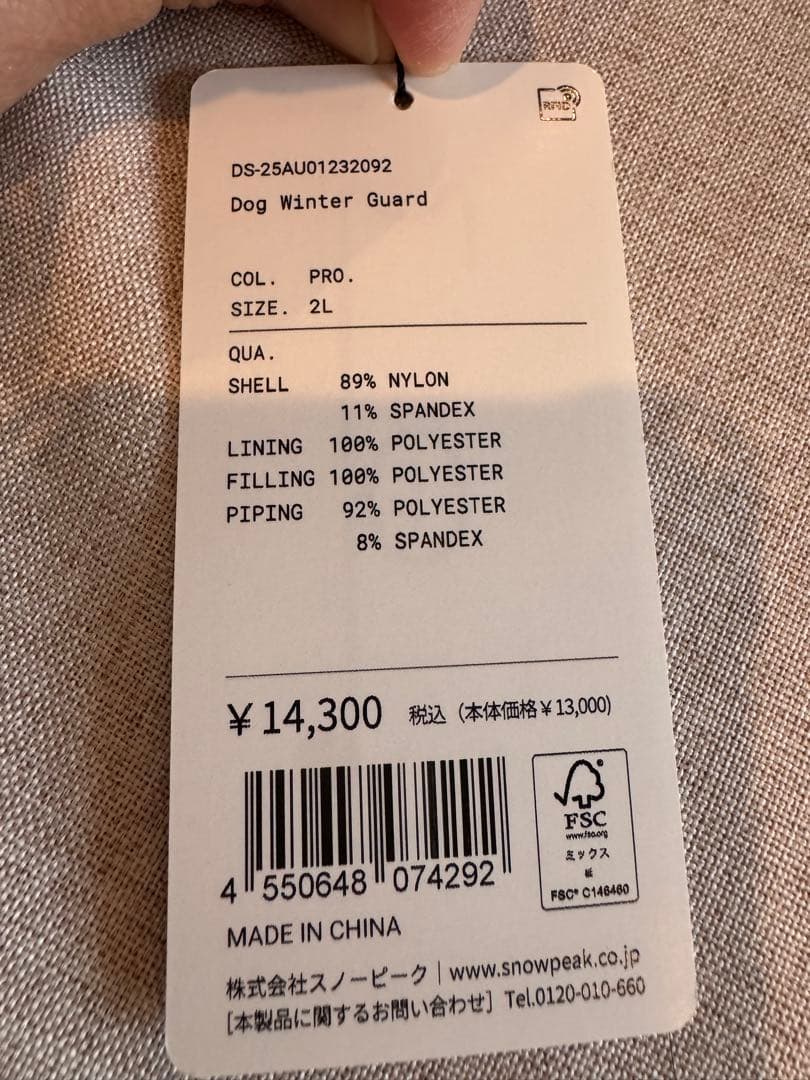 RFID
DS-25AU01232092
Dog Winter Guard
COL. PRO.
SIZE. 2L
QUA.
SHELL 89% NYLON
11% SPANDEX
LINING 100% POLYESTER
FILLING 100% POLYESTER
PIPING 92% POLYESTER
8% SPANDEX
¥14,300 税込（本体価格¥13,000)
4 550648 074292
FSC
www.fsc.org
ミックス
紙
FSC® C146460
MADE IN CHINA
株式会社スノーピーク｜www.snowpeak.co.jp
[本製品に関するお問い合わせ] Tel.0120-010-660